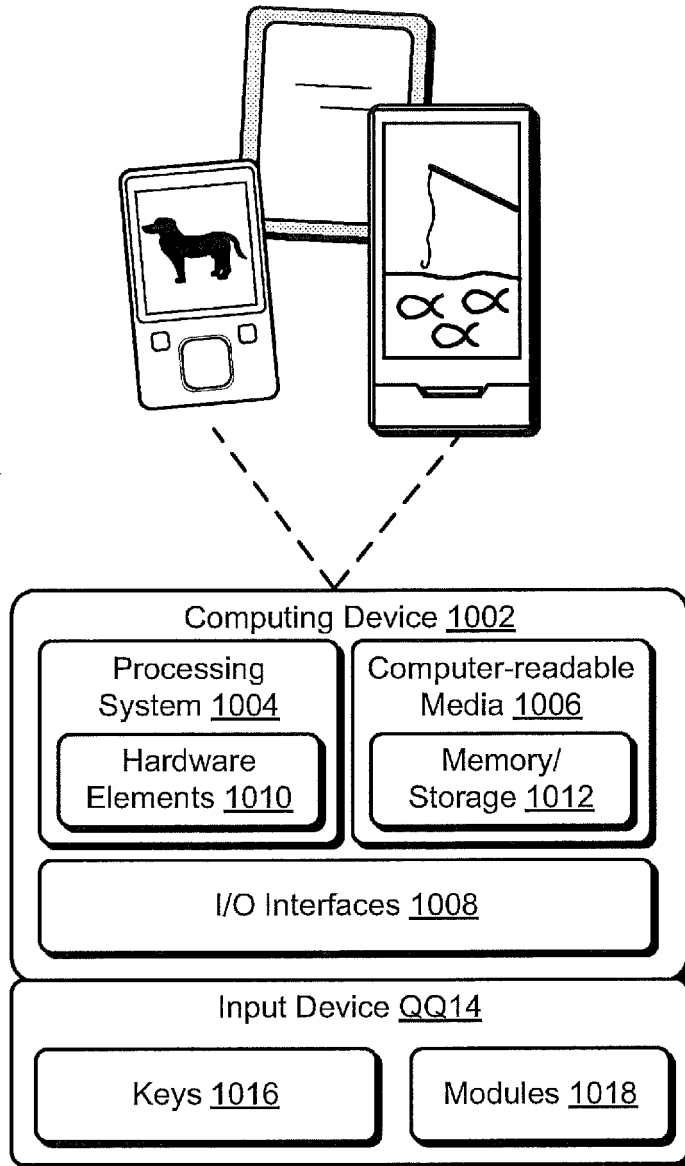 Computing Device 1002
Processing
System 1004
Hardware
Elements 1010
Computer-readable
Media 1006
Memory/
Storage 1012
I/O Interfaces 1008
Input Device QQ14
Keys 1016
Modules 1018